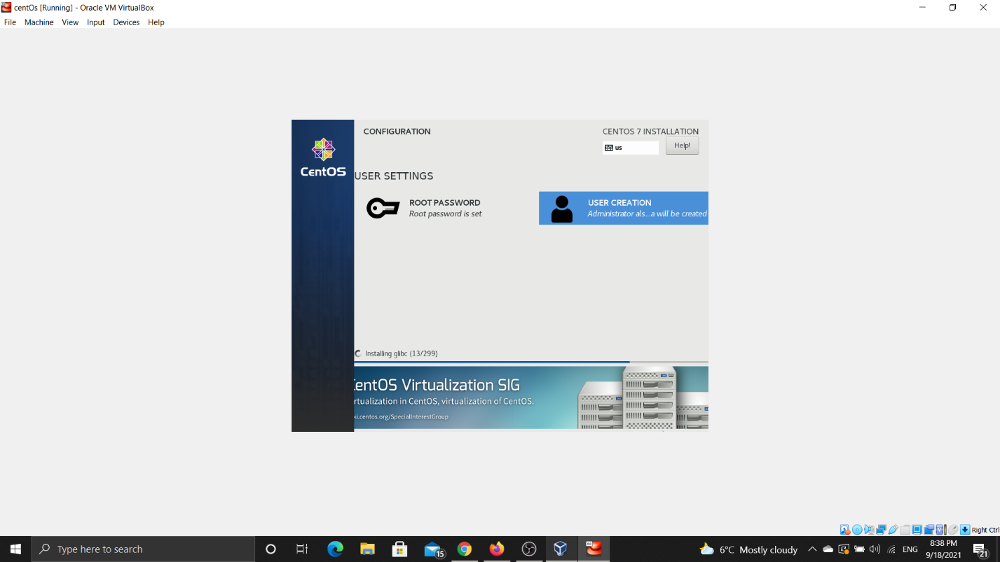 centOs [Running] - Oracle VM VirtualBox
File Machine View Input Devices Help
CONFIGURATION
CENTOS 7 INSTALLATION
us
Help!
CentOS
USER SETTINGS
ROOT PASSWORD
Root password is set
USER CREATION
Administrator als...a will be created
Installing glibc (13/299)
CentOS Virtualization SIG
rtualization in CentOS, virtualization of CentOS.
ki.centos.org/SpecialInterestGroup
Right Ctrl
Type here to search
15
6°C Mostly cloudy
ENG
8:38 PM
9/18/2021
21